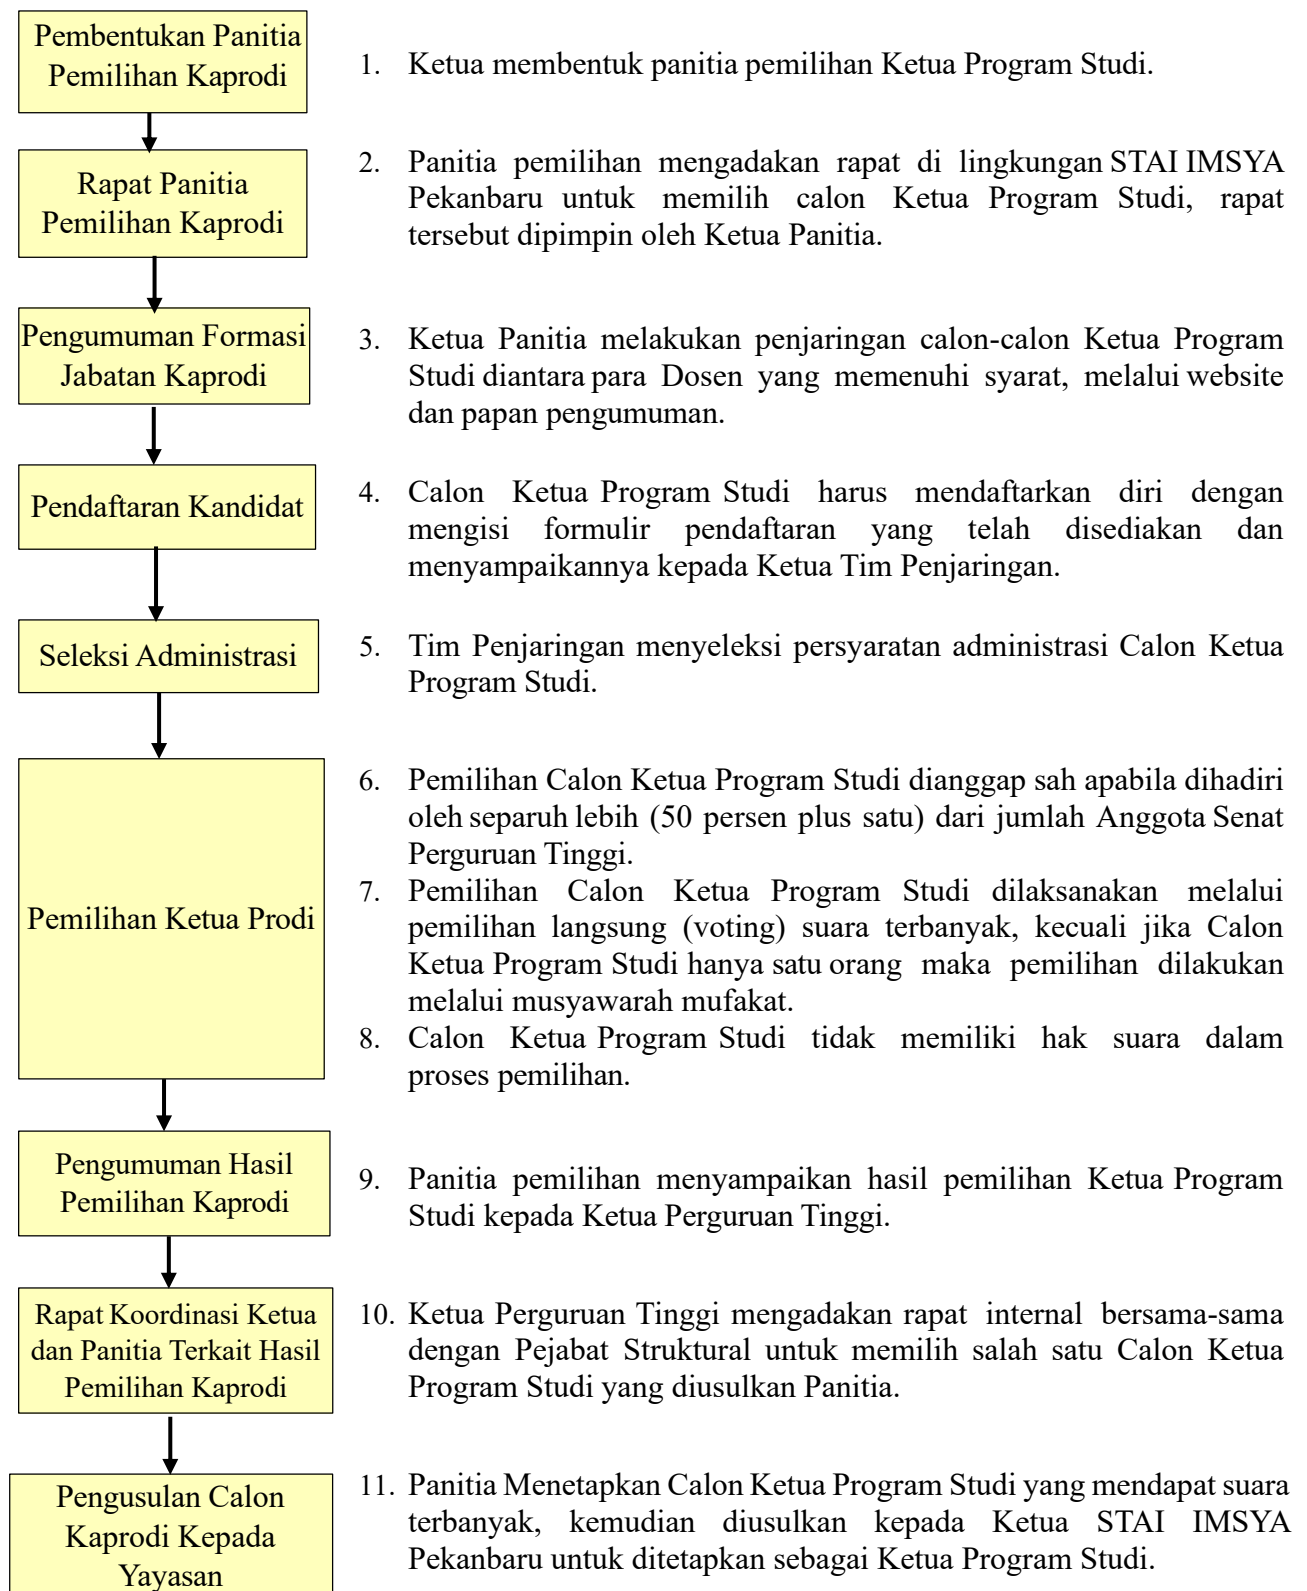 Pembentukan Panitia
Pemilihan Kaprodi
1. Ketua membentuk panitia pemilihan Ketua Program Studi.
Rapat Panitia
Pemilihan Kaprodi
2. Panitia pemilihan mengadakan rapat di lingkungan STAI IMSYA
Pekanbaru untuk memilih calon Ketua Program Studi, rapat
tersebut dipimpin oleh Ketua Panitia.
Pengumuman Formasi
Jabatan Kaprodi
3. Ketua Panitia melakukan penjaringan calon-calon Ketua Program
Studi diantara para Dosen yang memenuhi syarat, melalui website
dan papan pengumuman.
Pendaftaran Kandidat
4. Calon Ketua Program Studi harus mendaftarkan diri dengan
mengisi formulir pendaftaran yang telah disediakan dan
menyampaikannya kepada Ketua Tim Penjaringan.
Seleksi Administrasi
5. Tim Penjaringan menyeleksi persyaratan administrasi Calon Ketua
Program Studi.
Pemilihan Ketua Prodi
6. Pemilihan Calon Ketua Program Studi dianggap sah apabila dihadiri
oleh separuh lebih (50 persen plus satu) dari jumlah Anggota Senat
Perguruan Tinggi.
7. Pemilihan Calon Ketua Program Studi dilaksanakan melalui
pemilihan langsung (voting) suara terbanyak, kecuali jika Calon
Ketua Program Studi hanya satu orang maka pemilihan dilakukan
melalui musyawarah mufakat.
8. Calon Ketua Program Studi tidak memiliki hak suara dalam
proses pemilihan.
Pengumuman Hasil
Pemilihan Kaprodi
9. Panitia pemilihan menyampaikan hasil pemilihan Ketua Program
Studi kepada Ketua Perguruan Tinggi.
Rapat Koordinasi Ketua
dan Panitia Terkait Hasil
Pemilihan Kaprodi
10. Ketua Perguruan Tinggi mengadakan rapat internal bersama-sama
dengan Pejabat Struktural untuk memilih salah satu Calon Ketua
Program Studi yang diusulkan Panitia.
Pengusulan Calon
Kaprodi Kepada
Yayasan
11. Panitia Menetapkan Calon Ketua Program Studi yang mendapat suara
terbanyak, kemudian diusulkan kepada Ketua STAI IMSYA
Pekanbaru untuk ditetapkan sebagai Ketua Program Studi.